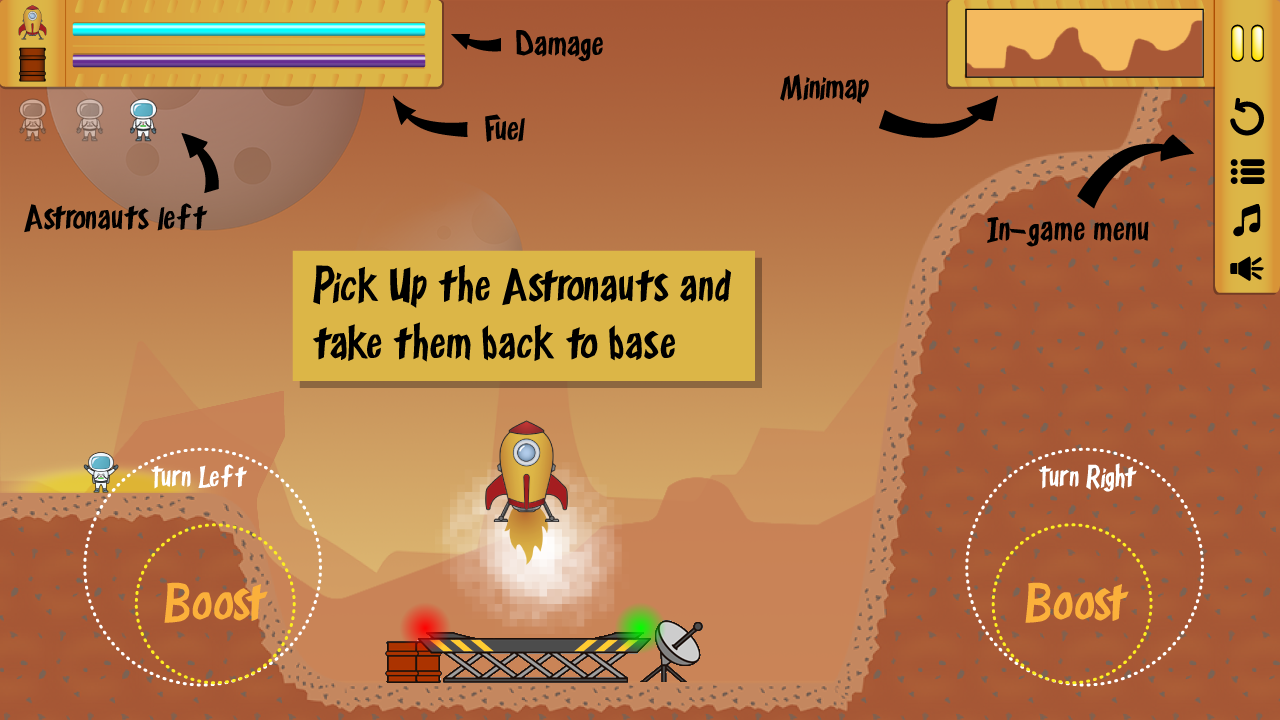 Damage
Minimap
Fuel
Astronauts left
In-game menu
Pick Up the Astronauts and
take them back to base
Turn Left
Turn Right
Boost
Boost